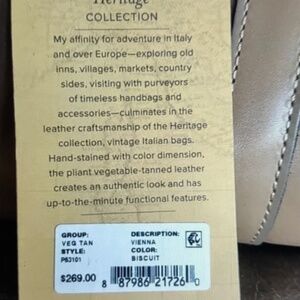 Heritage
COLLECTION
My affinity for adventure in Italy
and over Europe—exploring old
inns, villages, markets, country
sides, visiting with purveyors
of timeless handbags and
accessories—culminates in the
leather craftsmanship of the Heritage
collection, vintage Italian bags.
Hand-stained with color dimension,
the pliant vegetable-tanned leather
creates an authentic look and has
up-to-the-minute functional features.
GROUP: DESCRIPTION:
VEG TAN VIENNA
STYLE: COLOR:
P53101 BISCUIT
$269.00
8 87986 21726 0